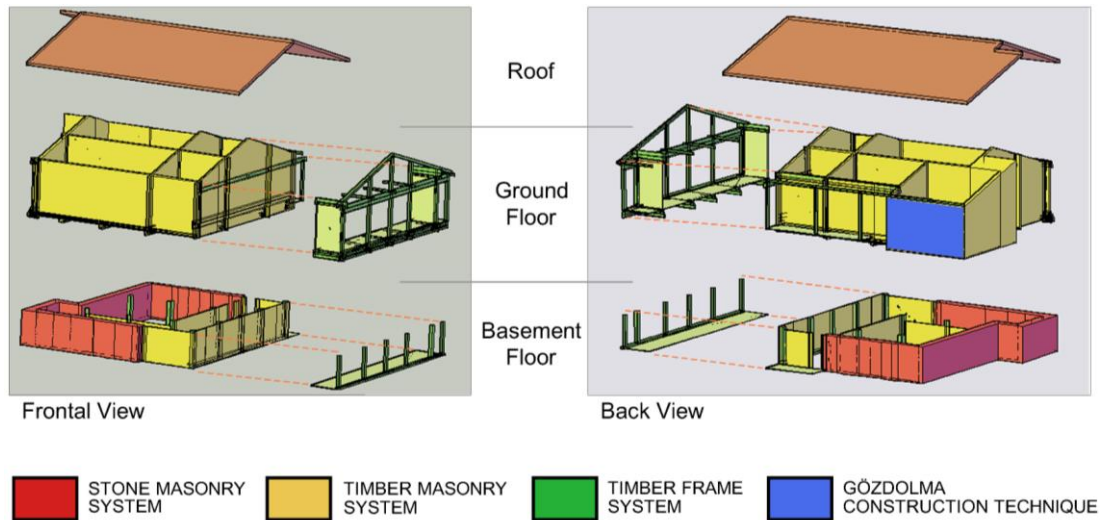 Roof
Ground
Floor
Basement
Floor
Frontal View
Back View
STONE MASONRY
SYSTEM
TIMBER MASONRY
SYSTEM
TIMBER FRAME
SYSTEM
GÖZDOLMA
CONSTRUCTION TECHNIQUE